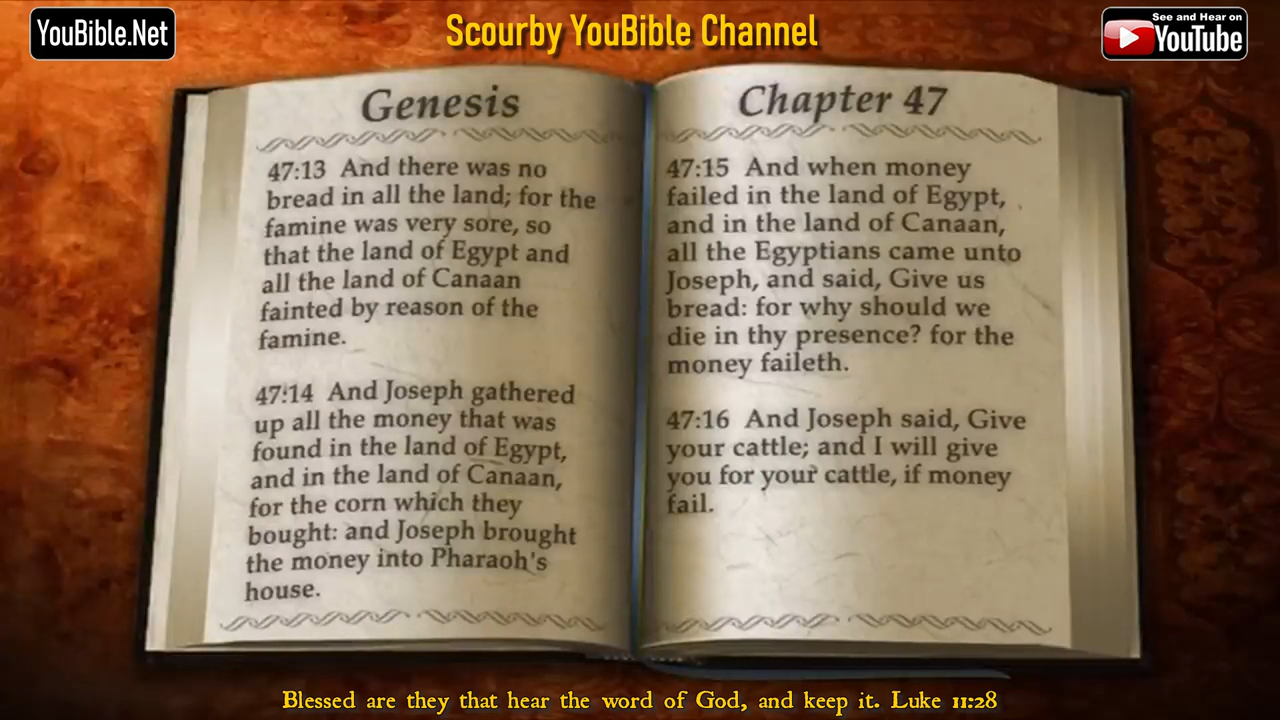 YouBible.Net
Scourby YouBible Channel
See and Hear on
YouTube
Genesis
47:13 And there was no
bread in all the land; for the
famine was very sore, so
that the land of Egypt and
all the land of Canaan
fainted by reason of the
famine.
47:14 And Joseph gathered
up all the money that was
found in the land of Egypt,
and in the land of Canaan,
for the corn which they
bought: and Joseph brought
the money into Pharaoh's
house.
Chapter 47
47:15 And when money
failed in the land of Egypt,
and in the land of Canaan,
all the Egyptians came unto
Joseph, and said, Give us
bread: for why should we
die in thy presence? for the
money faileth.
47:16 And Joseph said, Give
your cattle; and I will give
you for your cattle, if money
fail.
Blessed are they that hear the word of God, and keep it. Luke 11:28